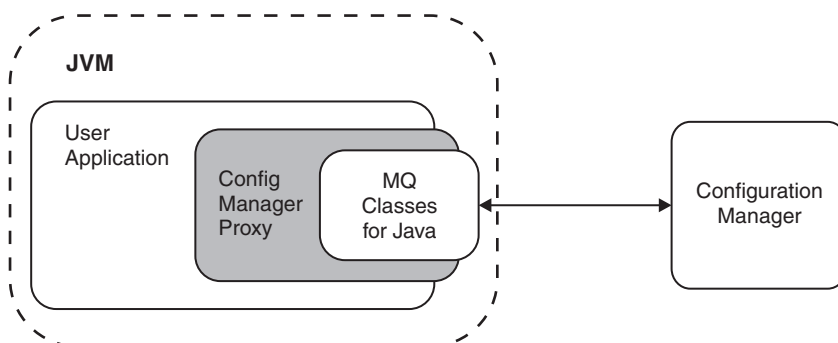 JVM
User
Application
Config
Manager
Proxy
MQ
Classes
for Java
Configuration
Manager